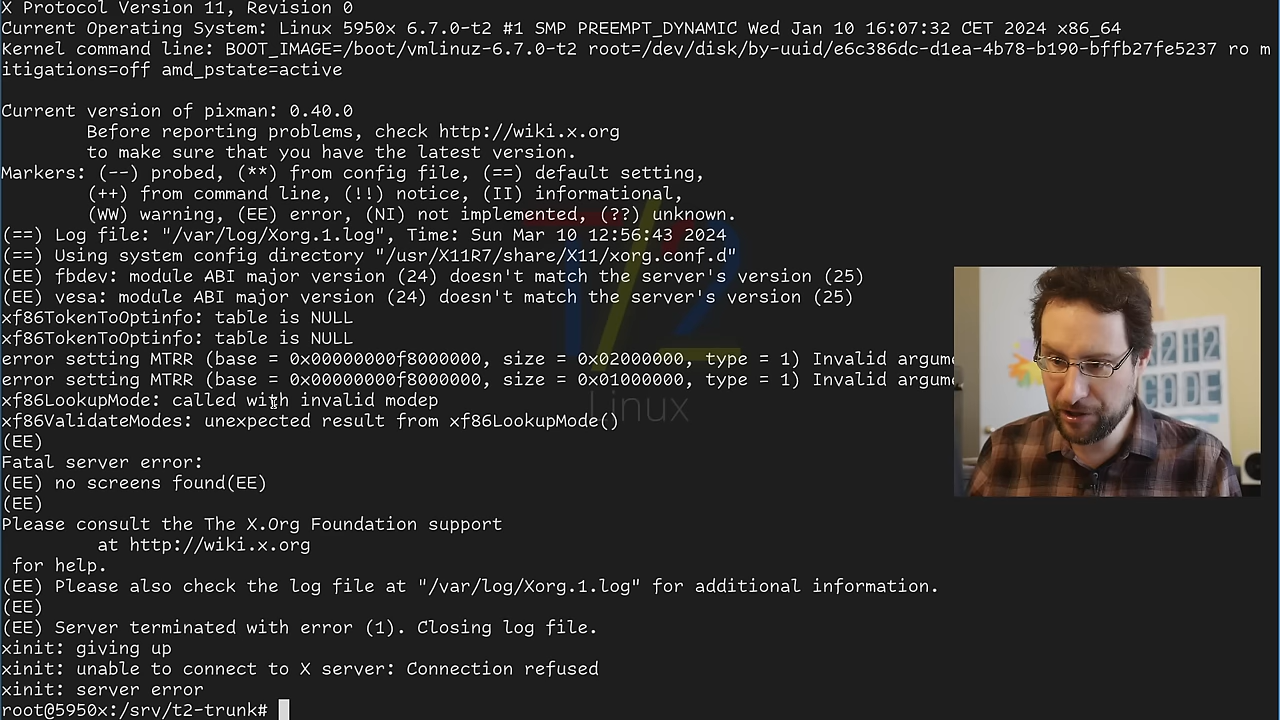 X Protocol Version 11, Revision 0
Current Operating System: Linux 5950x 6.7.0-t2 #1 SMP PREEMPT_DYNAMIC Wed Jan 10 16:07:32 CET 2024 x86_64
Kernel command line: BOOT_IMAGE=/boot/vmlinuz-6.7.0-t2 root=/dev/disk/by-uuid/e6c386dc-d1ea-4b78-b190-bffb27fe5237 ro m
itigations=off amd_pstate=active
Current version of pixman: 0.40.0
Before reporting problems, check http://wiki.x.org
to make sure that you have the latest version.
Markers: (--) probed, (**) from config file, (==) default setting,
(++) from command line, (!!) notice, (II) informational,
(WW) warning, (EE) error, (NI) not implemented, (??) unknown.
(==) Log file: "/var/log/Xorg.1.log", Time: Sun Mar 10 12:56:43 2024
(==) Using system config directory "/usr/X11R7/share/X11/xorg.conf.d"
(EE) fbdev: module ABI major version (24) doesn't match the server's version (25)
(EE) vesa: module ABI major version (24) doesn't match the server's version (25)
xf86TokenToOptinfo: table is NULL
xf86TokenToOptinfo: table is NULL
error setting MTRR (base = 0x00000000f8000000, size = 0x02000000, type = 1) Invalid argume
error setting MTRR (base = 0x00000000f8000000, size = 0x01000000, type = 1) Invalid argume
xf86LookupMode: called with invalid modep
xf86ValidateModes: unexpected result from xf86LookupMode()
(EE)
Fatal server error:
(EE) no screens found(EE)
(EE)
Please consult the The X.Org Foundation support
at http://wiki.x.org
for help.
(EE) Please also check the log file at "/var/log/Xorg.1.log" for additional information.
(EE)
(EE) Server terminated with error (1). Closing log file.
xinit: giving up
xinit: unable to connect to X server: Connection refused
xinit: server error
root@5950x:/srv/t2-trunk#
T/2
Linux
CODE